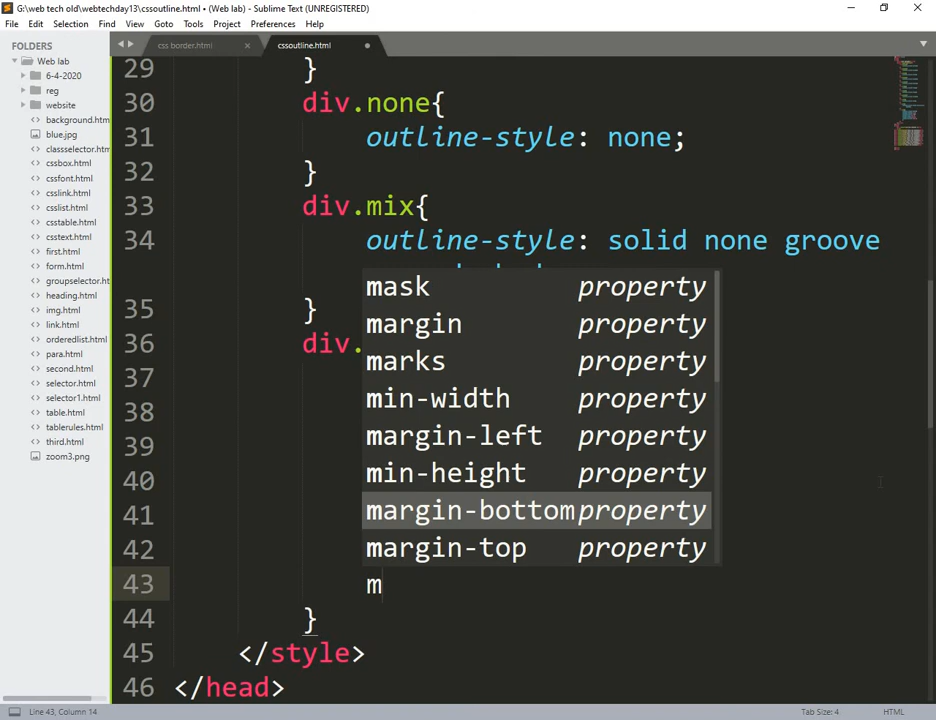 G:\web tech old\webtechday13\cssoutline.html • (Web lab) - Sublime Text (UNREGISTERED)
File Edit Selection Find View Goto Tools Project Preferences Help
FOLDERS
Web lab
6-4-2020
reg
website
background.htm
blue.jpg
classselector.htm
cssbox.html
cssfont.html
csslink.html
csslist.html
csstable.html
csstext.html
first.html
form.html
groupselector.h
heading.html
img.html
link.html
orderedlist.html
para.html
second.html
selector.html
selector1.html
table.html
tablerules.html
third.html
zoom3.png
css border.html × cssoutline.html
29 }
30 div.none{
31 outline-style: none;
32 }
33 div.mix{
34 outline-style: solid none groove
35 }
36 div.
37
38
39
40
41
42
43 m
44 }
45 </style>
46 </head>
mask property
margin property
marks property
min-width property
margin-left property
min-height property
margin-bottom property
margin-top property
Line 43, Column 14 Tab Size: 4 HTML